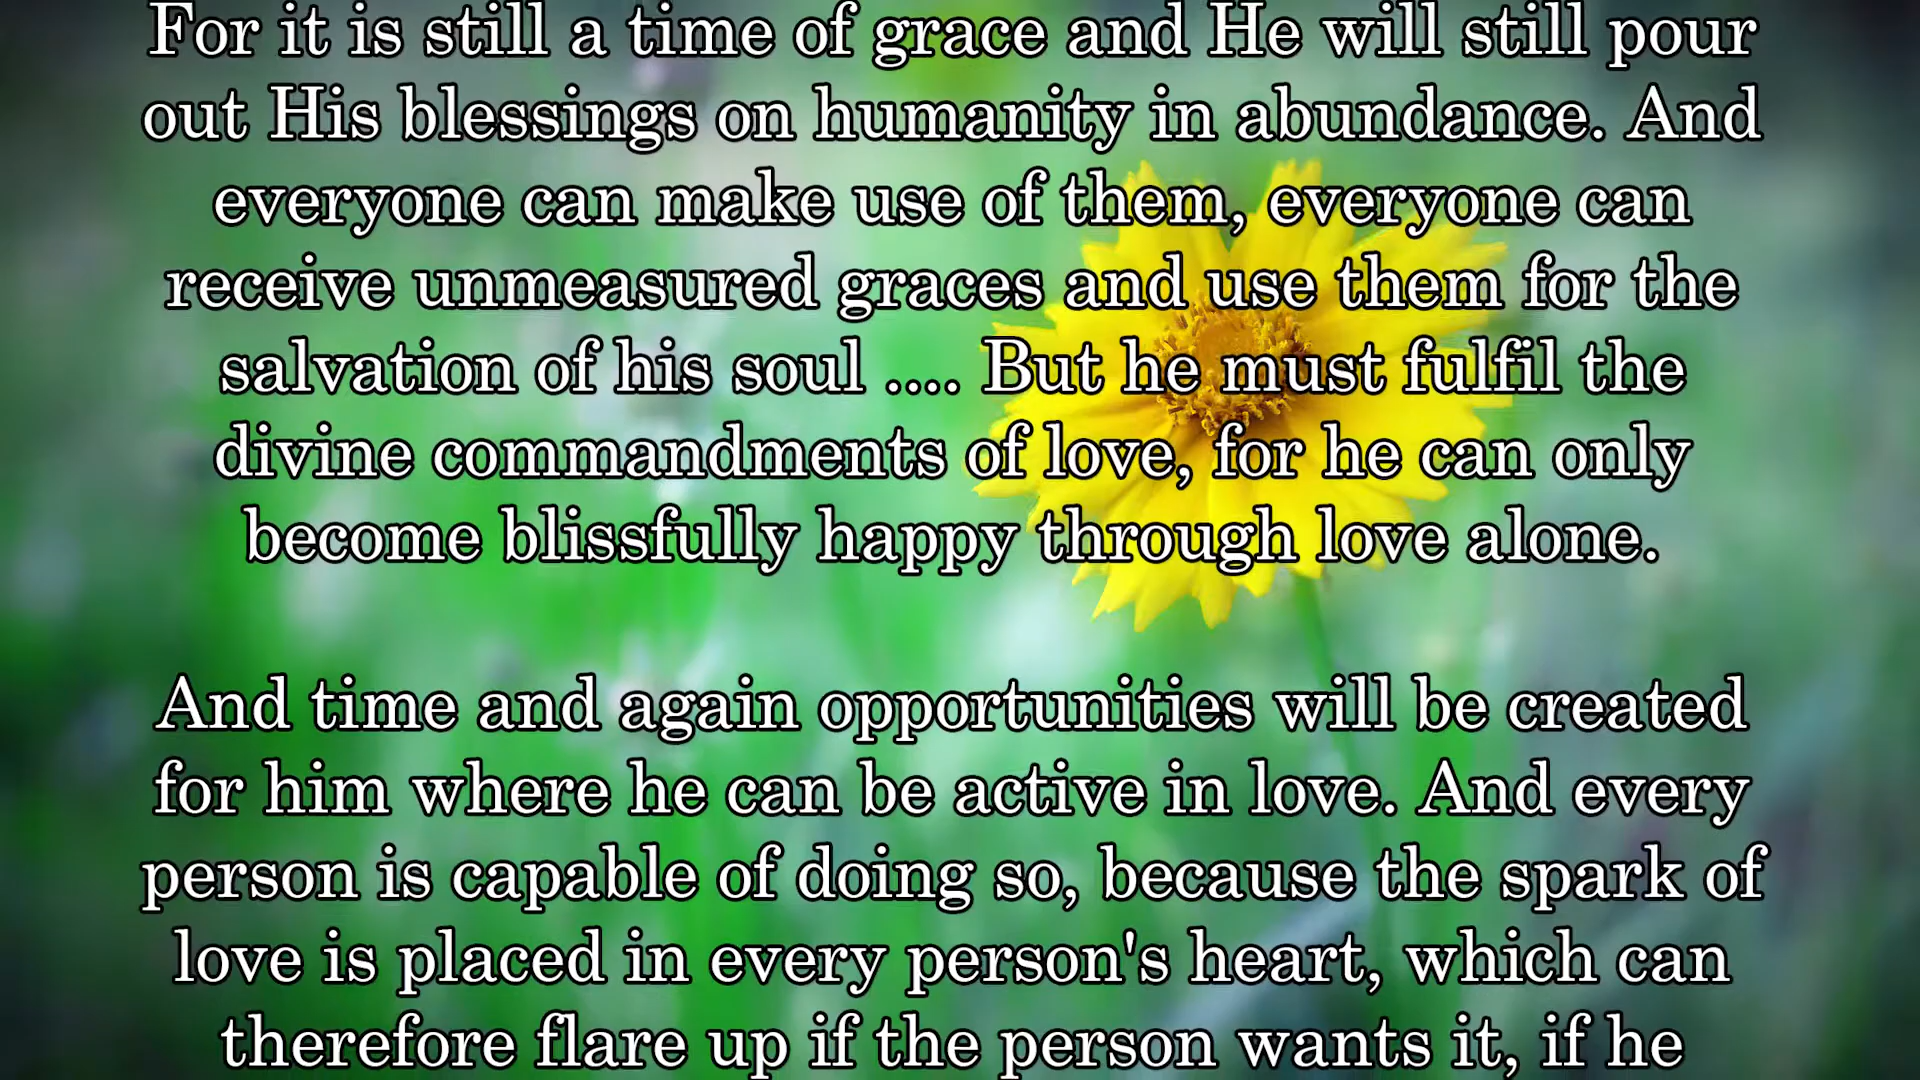 For it is still a time of grace and He will still pour
out His blessings on humanity in abundance. And
everyone can make use of them, everyone can
receive unmeasured graces and use them for the
salvation of his soul .... But he must fulfil the
divine commandments of love, for he can only
become blissfully happy through love alone.
And time and again opportunities will be created
for him where he can be active in love. And every
person is capable of doing so, because the spark of
love is placed in every person's heart, which can
therefore flare up if the person wants it, if he